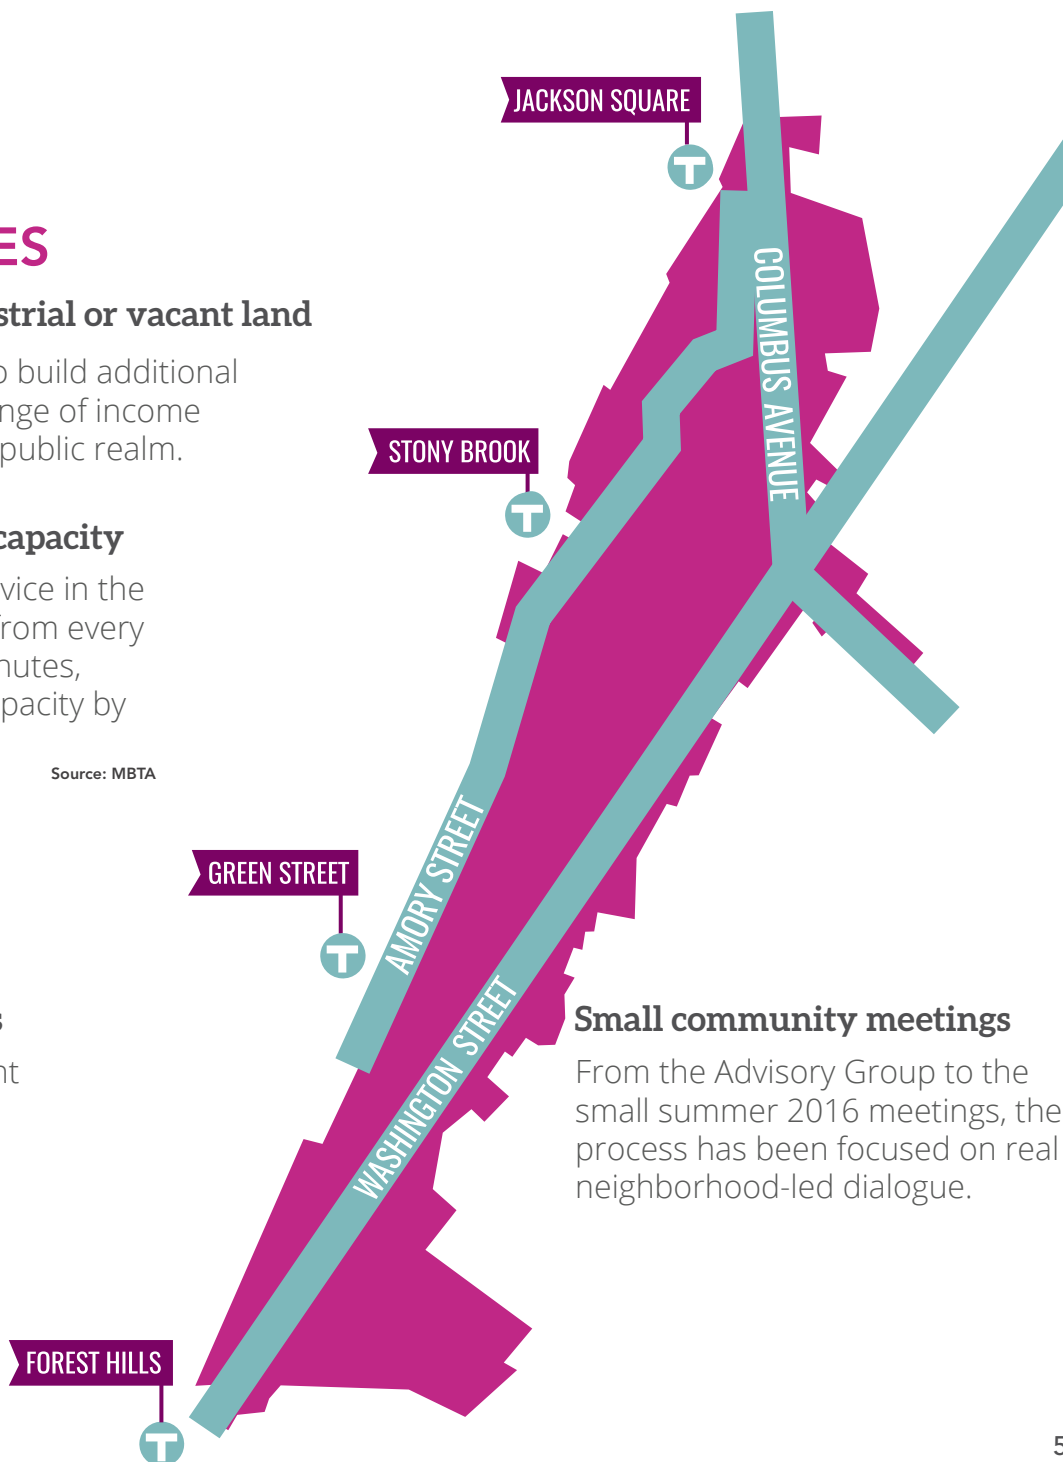 JACKSON SQUARE
T
ES
strial or vacant land
o build additional
nge of income
public realm.
COLUMBUS AVENUE
STONY BROOK
T
capacity
vice in the
from every
nutes,
pacity by
Source: MBTA
GREEN STREET
T
AMORY STREET
WASHINGTON STREET
s
nt
Small community meetings
From the Advisory Group to the
small summer 2016 meetings, the
process has been focused on real
neighborhood-led dialogue.
FOREST HILLS
T
5